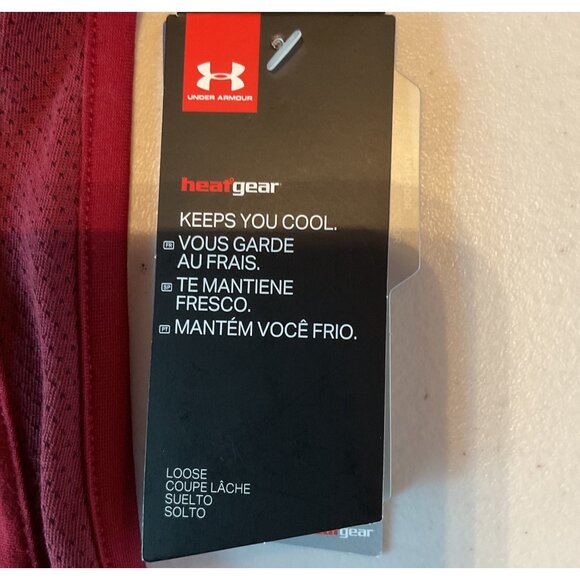 UNDER ARMOUR
heatgear
KEEPS YOU COOL.
FR VOUS GARDE
AU FRAIS.
SP TE MANTIENE
FRESCO.
PT MANTÉM VOCÊ FRIO.
LOOSE
COUPE LÂCHE
SUELTO
SOLTO
heatgear